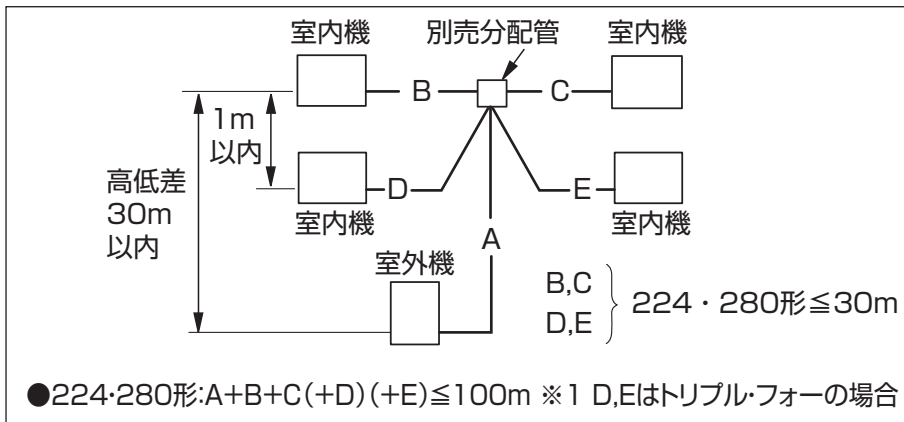 室内機
別売分配管
室内機
B
C
1m
以内
高低差
30m
以内
D
E
室内機
室内機
A
室外機
B,C
D,E
224・280形≦30m
●224・280形:A+B+C(+D)(+E)≦100m ※1 D,Eはトリプル・フォーの場合